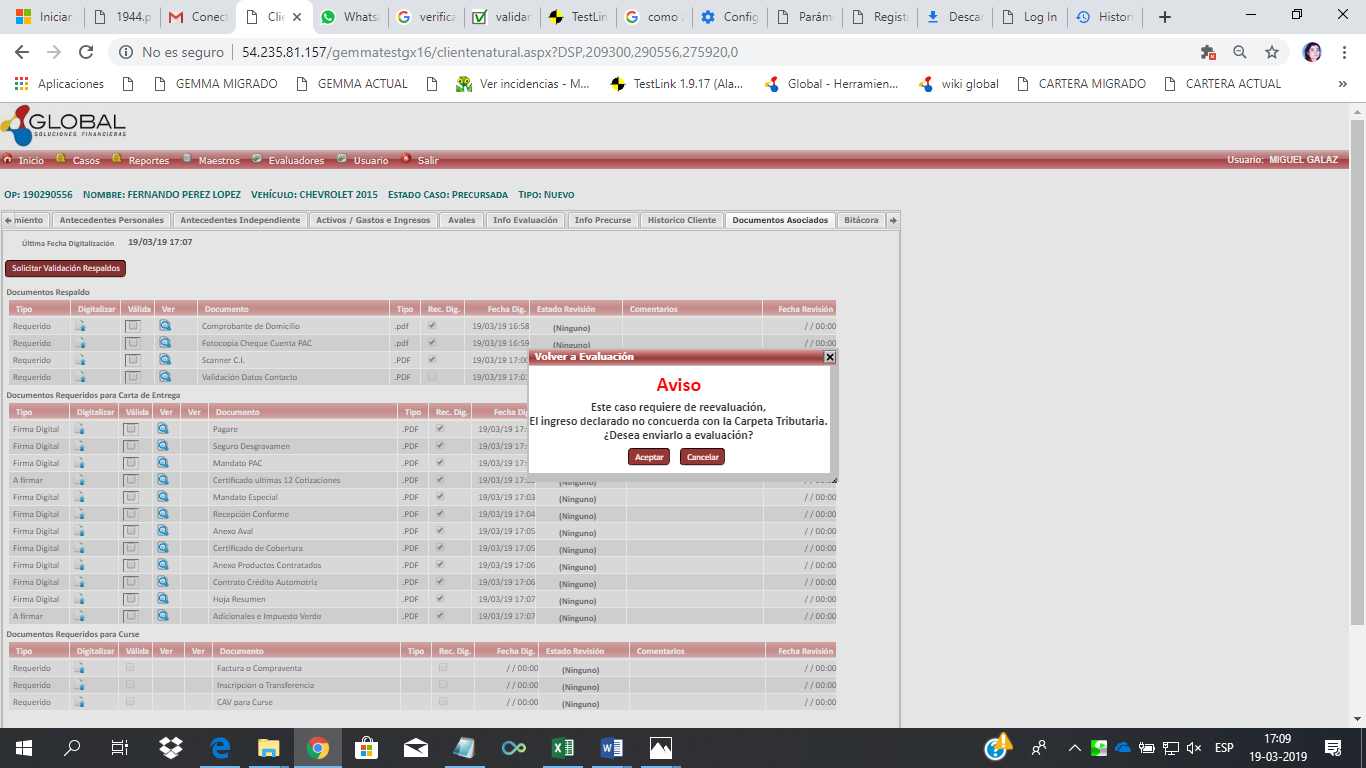 Iniciar
1944.p
Conect
Clie
Whats
verifica
validar
TestLin
como
Config
Parám
Regist
Descar
Log In
Histori
No es seguro | 54.235.81.157/gemmatestgx16/clientenatural.aspx?DSP,209300,290556,275920,0
Aplicaciones
GEMMA MIGRADO
GEMMA ACTUAL
Ver incidencias - M...
TestLink 1.9.17 (Ala...
Global - Herramien...
wiki global
CARTERA MIGRADO
CARTERA ACTUAL
»
GLOBAL
SOLUCIONES FINANCIERAS
Inicio Casos Reportes Maestros Evaluadores Usuario Salir Usuario: MIGUEL GALAZ
OP: 190290556 NOMBRE: FERNANDO PEREZ LOPEZ VEHÍCULO: CHEVROLET 2015 ESTADO CASO: PRECURSADA TIPO: NUEVO
miento Antecedentes Personales Antecedentes Independiente Activos / Gastos e Ingresos Avales Info Evaluación Info Precurse Historico Cliente Documentos Asociados Bitácora
Última Fecha Digitalización 19/03/19 17:07
Solicitar Validación Respaldos
Documentos Respaldo
Tipo Digitalizar Válida Ver Documento Tipo Rec. Dig. Fecha Dig. Estado Revisión Comentarios Fecha Revisión
Requerido Comprobante de Domicilio .pdf 19/03/19 16:58 (Ninguno) / / 00:00
Requerido Fotocopia Cheque Cuenta PAC .pdf 19/03/19 16:59 (Ninguno) / / 00:00
Requerido Scanner C.I. .PDF 19/03/19 17:00
Requerido Validación Datos Contacto .PDF 19/03/19 17:0
Documentos Requeridos para Carta de Entrega
Tipo Digitalizar Válida Ver Ver Documento Tipo Rec. Dig. Fecha Dig
Firma Digital Pagare .PDF 19/03/19 17:
Firma Digital Seguro Desgravamen .PDF 19/03/19 17:
Firma Digital Mandato PAC .PDF 19/03/19 17:
A firmar Certificado ultimas 12 Cotizaciones .PDF 19/03/19 17: (Ninguno) / / 00:00
Firma Digital Mandato Especial .PDF 19/03/19 17:03 (Ninguno) / / 00:00
Firma Digital Recepción Conforme .PDF 19/03/19 17:04 (Ninguno) / / 00:00
Firma Digital Anexo Aval .PDF 19/03/19 17:05 (Ninguno) / / 00:00
Firma Digital Certificado de Cobertura .PDF 19/03/19 17:05 (Ninguno) / / 00:00
Firma Digital Anexo Productos Contratados .PDF 19/03/19 17:06 (Ninguno) / / 00:00
Firma Digital Contrato Crédito Automotriz .PDF 19/03/19 17:06 (Ninguno) / / 00:00
Firma Digital Hoja Resumen .PDF 19/03/19 17:07 (Ninguno) / / 00:00
A firmar Adicionales e Impuesto Verde .PDF 19/03/19 17:07 (Ninguno) / / 00:00
Documentos Requeridos para Curse
Tipo Digitalizar Válida Ver Ver Documento Tipo Rec. Dig. Fecha Dig. Estado Revisión Comentarios Fecha Revisión
Requerido Factura o Compraventa / / 00:00 (Ninguno) / / 00:00
Requerido Inscripcion o Transferencia / / 00:00 (Ninguno) / / 00:00
Requerido CAV para Curse / / 00:00 (Ninguno) / / 00:00
Volver a Evaluación
Aviso
Este caso requiere de reevaluación,
El ingreso declarado no concuerda con la Carpeta Tributaria.
¿Desea enviarlo a evaluación?
Aceptar Cancelar
ESP
17:09
19-03-2019